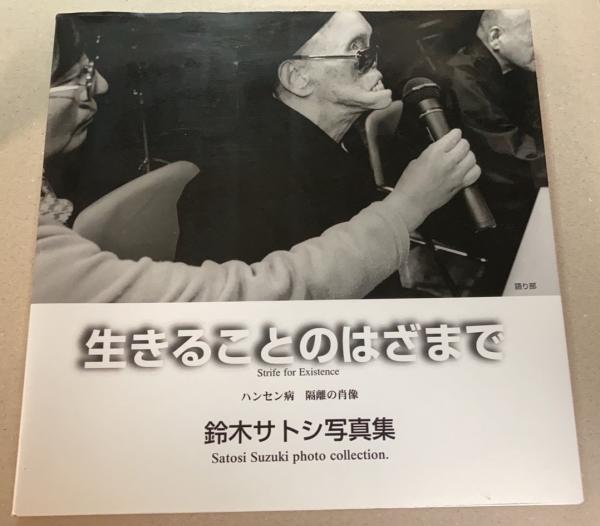 語り部
生きることのはざまで
Strife for Existence
ハンセン病　隔離の肖像
鈴木サトシ写真集
Satosi Suzuki photo collection.